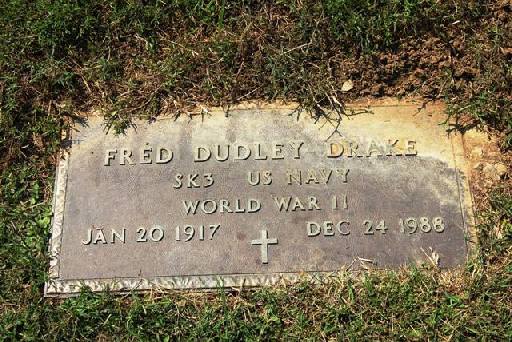 FRED DUDLEY DRAKE
SK3 US NAVY
WORLD WAR II
JAN 20 1917 DEC 24 1988